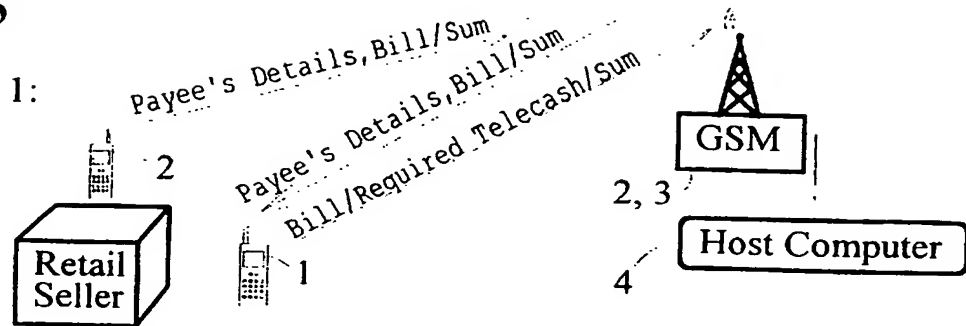 1:
Payee's Details,Bill/Sum
Payee's Details,Bill/Sum
Bill/Required Telecash/Sum
2
1
GSM
2, 3
Retail
Seller
Host Computer
4